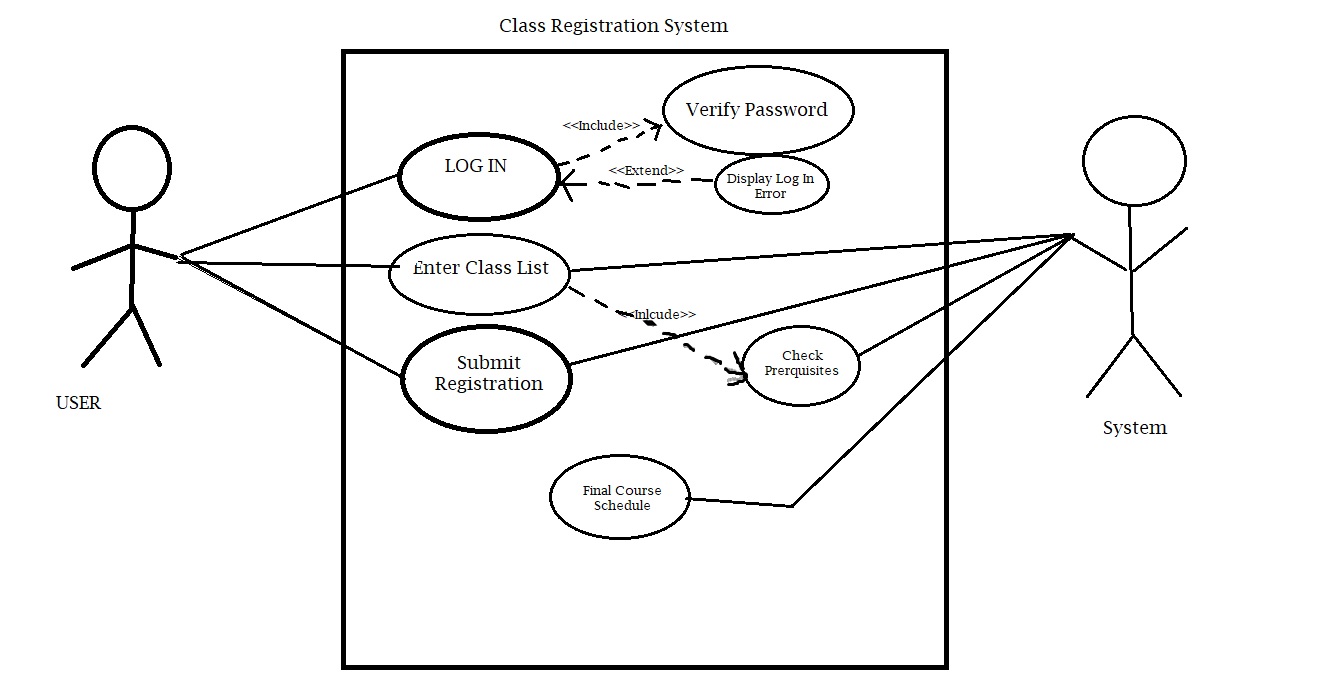 Class Registration System
Verify Password
<<Include>>
LOG IN
<<Extend>>
Display Log In
Error
Enter Class List
<<Inlcude>>
Submit
Registration
Check
Prerquisites
USER
System
Final Course
Schedule